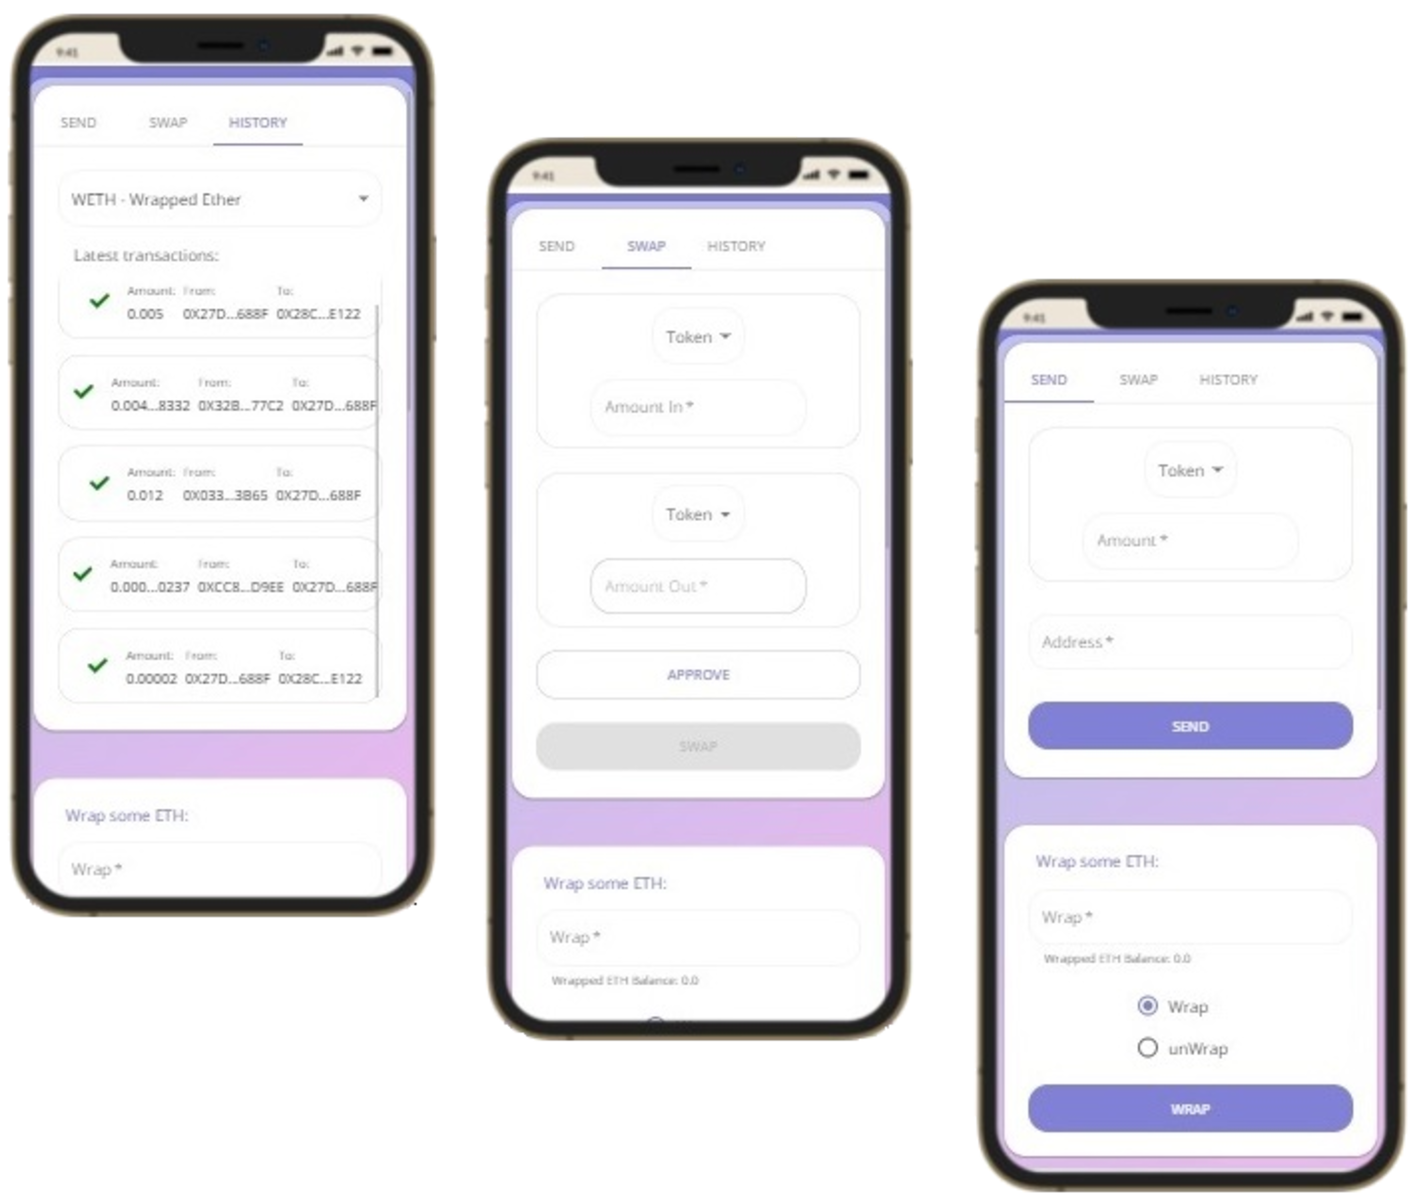 9:41
SEND SWAP HISTORY
WETH - Wrapped Ether
Latest transactions:
Amount: From: To:
0.005 0X27D...688F 0X28C...E122
Amount: From: To:
0.004...8332 0X32B...77C2 0X27D...688F
Amount: From: To:
0.012 0X033...3B65 0X27D...688F
Amount: From: To:
0.000...0237 0XCC8...D9EE 0X27D...688F
Amount: From: To:
0.00002 0X27D...688F 0X28C...E122
Wrap some ETH:
Wrap *
9:41
SEND SWAP HISTORY
Token
Amount In *
Token
Amount Out *
APPROVE
SWAP
Wrap some ETH:
Wrap *
Wrapped ETH Balance: 0.0
9:41
SEND SWAP HISTORY
Token
Amount *
Address *
SEND
Wrap some ETH:
Wrap *
Wrapped ETH Balance: 0.0
Wrap
unWrap
WRAP